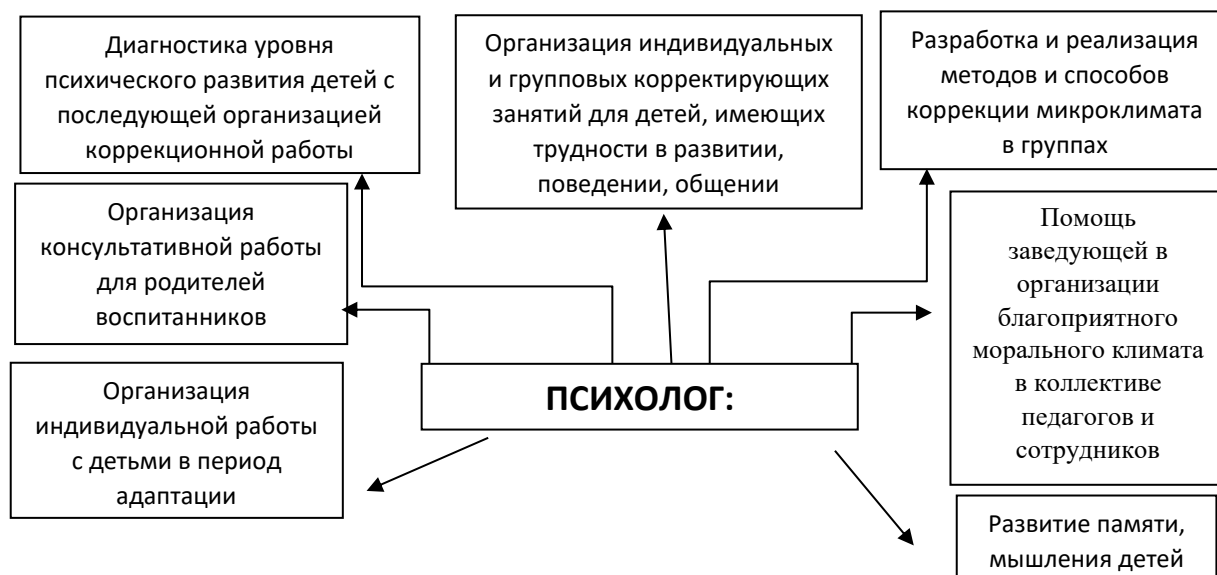 Диагностика уровня
психического развития детей с
последующей организацией
коррекционной работы
Организация индивидуальных
и групповых корректирующих
занятий для детей, имеющих
трудности в развитии,
поведении, общении
Разработка и реализация
методов и способов
коррекции микроклимата
в группах
Организация
консультативной работы
для родителей
воспитанников
Помощь
заведующей в
организации
благоприятного
морального климата
в коллективе
педагогов и
сотрудников
ПСИХОЛОГ:
Организация
индивидуальной работы
с детьми в период
адаптации
Развитие памяти,
мышления детей